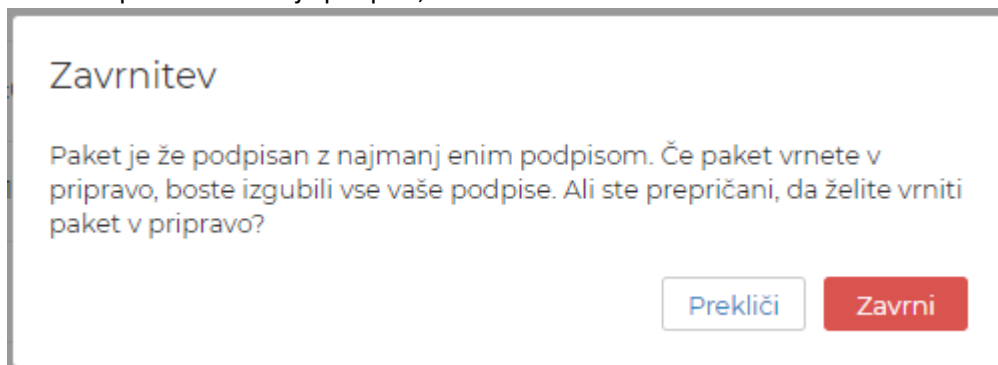 Zavrnitev
Paket je že podpisan z najmanj enim podpisom. Če paket vrnete v
pripravo, boste izgubili vse vaše podpise. Ali ste prepričani, da želite vrniti
paket v pripravo?
Prekliči
Zavrni